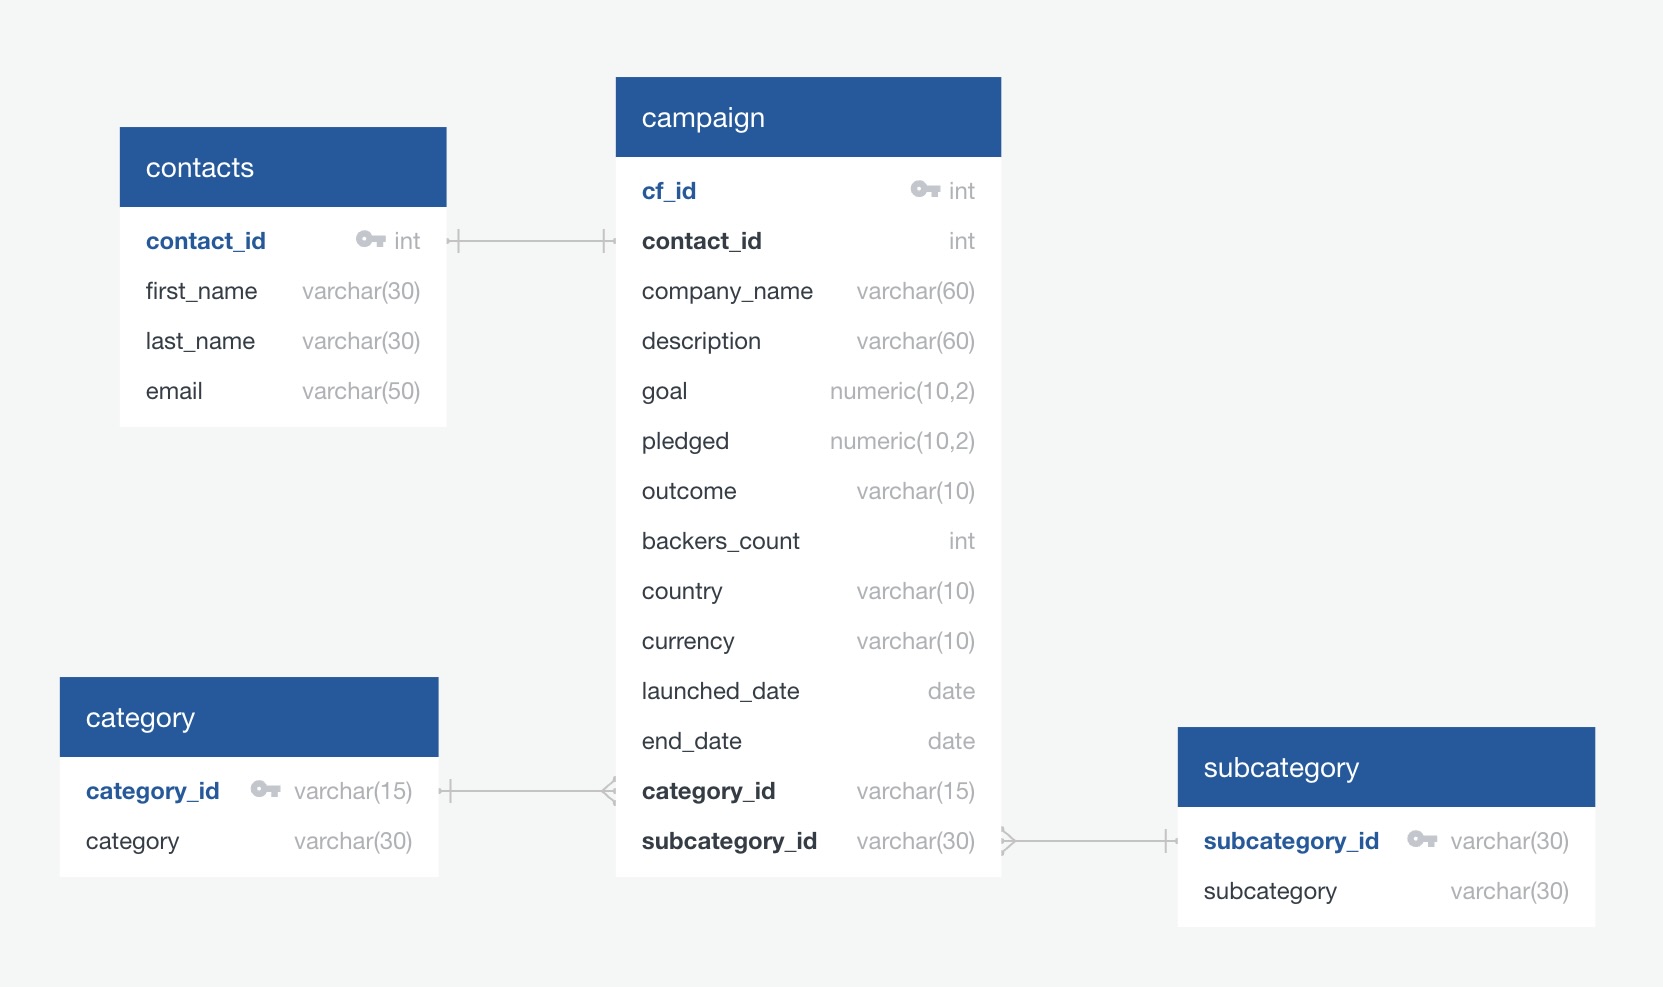 contacts
contact_id int
first_name varchar(30)
last_name varchar(30)
email varchar(50)
campaign
cf_id int
contact_id int
company_name varchar(60)
description varchar(60)
goal numeric(10,2)
pledged numeric(10,2)
outcome varchar(10)
backers_count int
country varchar(10)
currency varchar(10)
launched_date date
end_date date
category_id varchar(15)
subcategory_id varchar(30)
category
category_id varchar(15)
category varchar(30)
subcategory
subcategory_id varchar(30)
subcategory varchar(30)